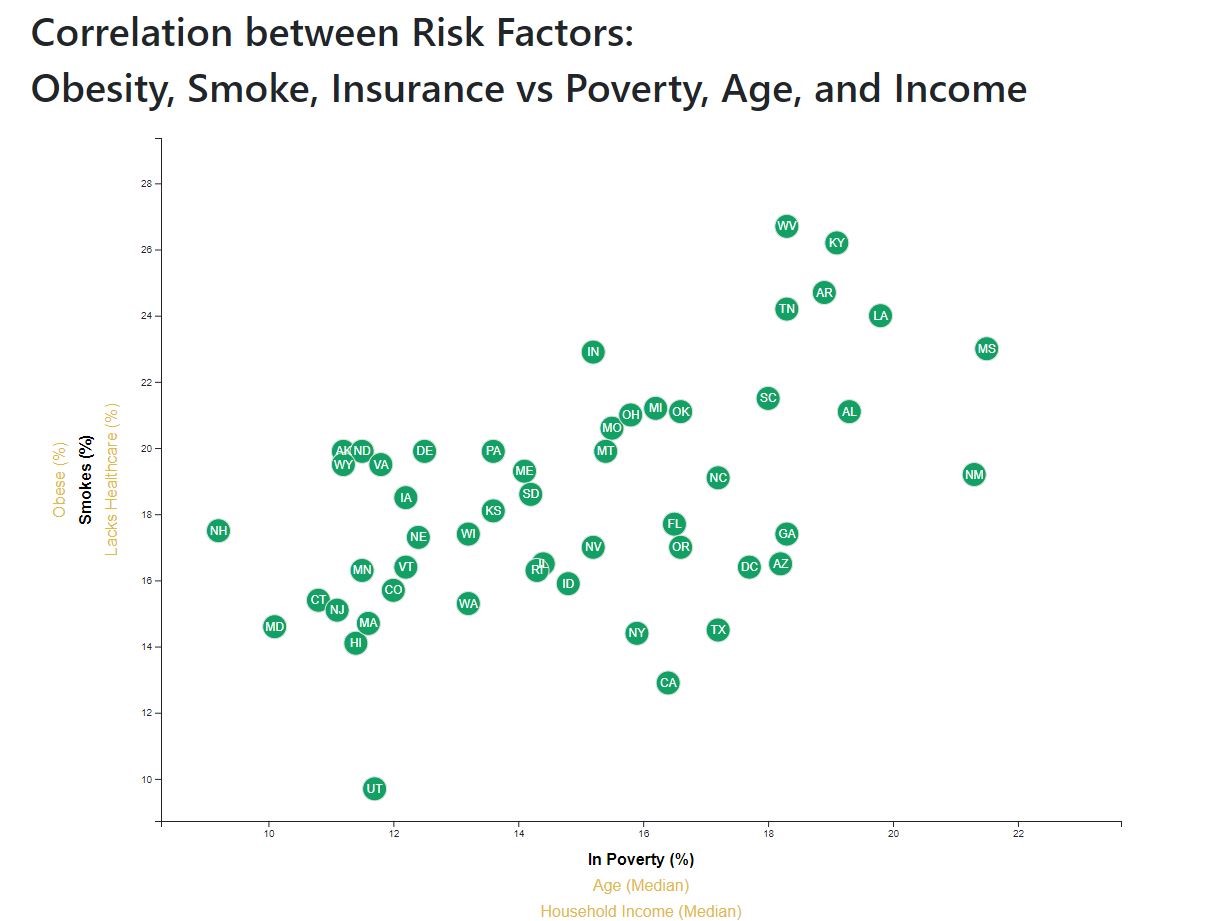 Correlation between Risk Factors:
Obesity, Smoke, Insurance vs Poverty, Age, and Income
Obese (%)
Smokes (%)
Lacks Healthcare (%)
28
26
24
22
20
18
16
14
12
10
WV
KY
AR
TN
LA
IN
MS
SC
MI
OK
AL
OH
MO
AK
ND
DE
PA
MT
WY
VA
ME
NC
NM
SD
IA
KS
FL
NH
WI
GA
NE
NV
OR
IL
MN
VT
RI
DC
AZ
ID
CO
CT
WA
NJ
MD
MA
NY
TX
HI
CA
UT
10
12
14
16
18
20
22
In Poverty (%)
Age (Median)
Household Income (Median)